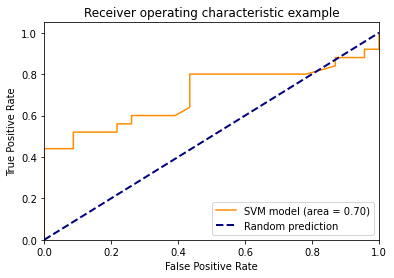 Receiver operating characteristic example
True Positive Rate
1.0
0.8
0.6
0.4
0.2
0.0
SVM model (area = 0.70)
Random prediction
0.0 0.2 0.4 0.6 0.8 1.0
False Positive Rate